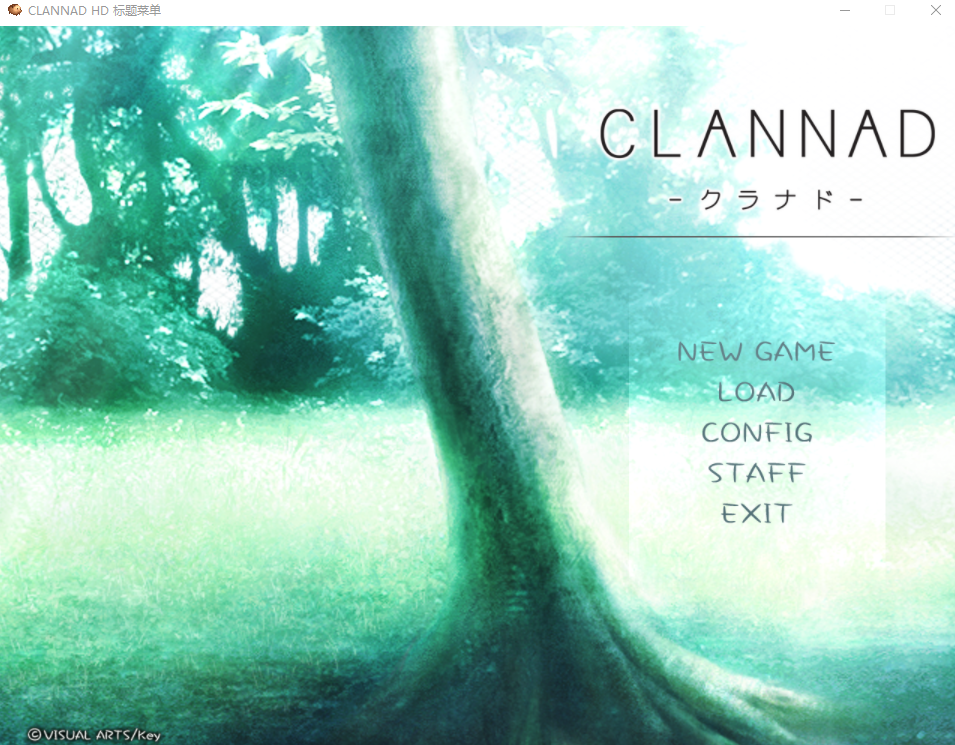 CLANNAD HD 标题菜单
CLANNAD
-クラナド-
NEW GAME
LOAD
CONFIG
STAFF
EXIT
©VISUAL ARTS/Key